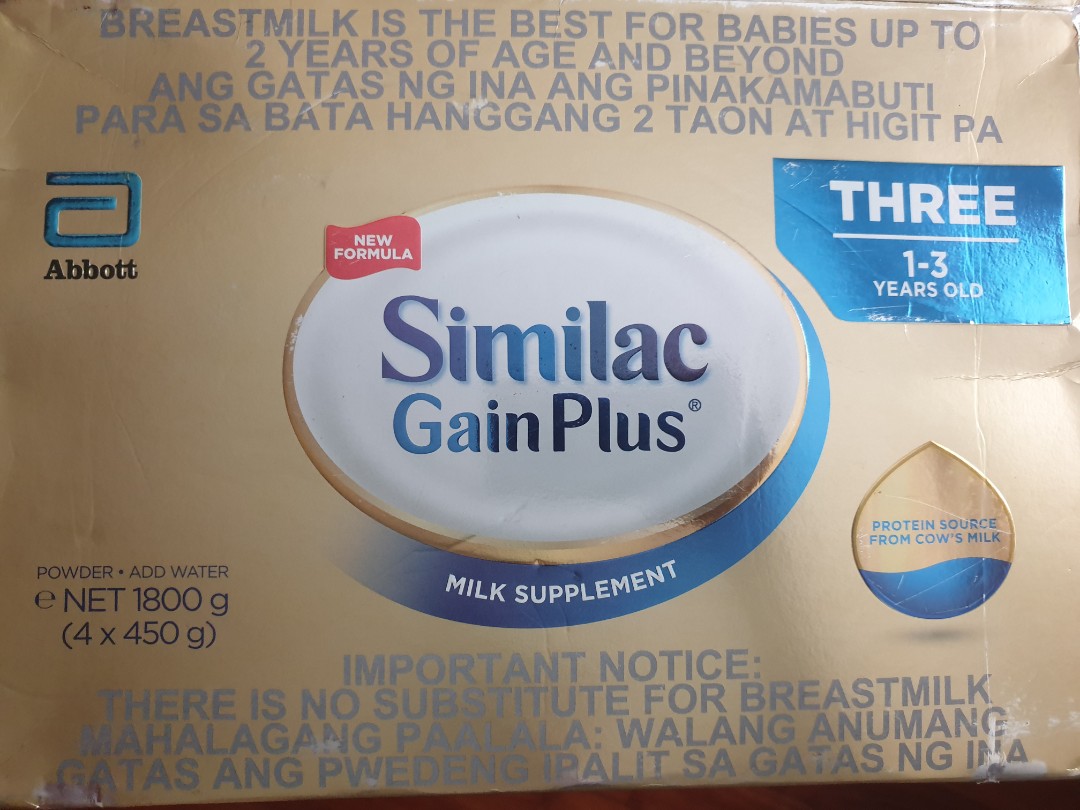 BREASTMILK IS THE BEST FOR BABIES UP TO
2 YEARS OF AGE AND BEYOND
ANG GATAS NG INA ANG PINAKAMABUTI
PARA SA BATA HANGGANG 2 TAON AT HIGIT PA
Abbott
NEW
FORMULA
THREE
1-3
YEARS OLD
Similac
Gain Plus®
PROTEIN SOURCE
FROM COW'S MILK
MILK SUPPLEMENT
POWDER • ADD WATER
e NET 1800 g
(4 x 450 g)
IMPORTANT NOTICE:
THERE IS NO SUBSTITUTE FOR BREASTMILK
MAHALAGANG PAALALA: WALANG ANUMANG
GATAS ANG PWEDENG IPALIT SA GATAS NG INA